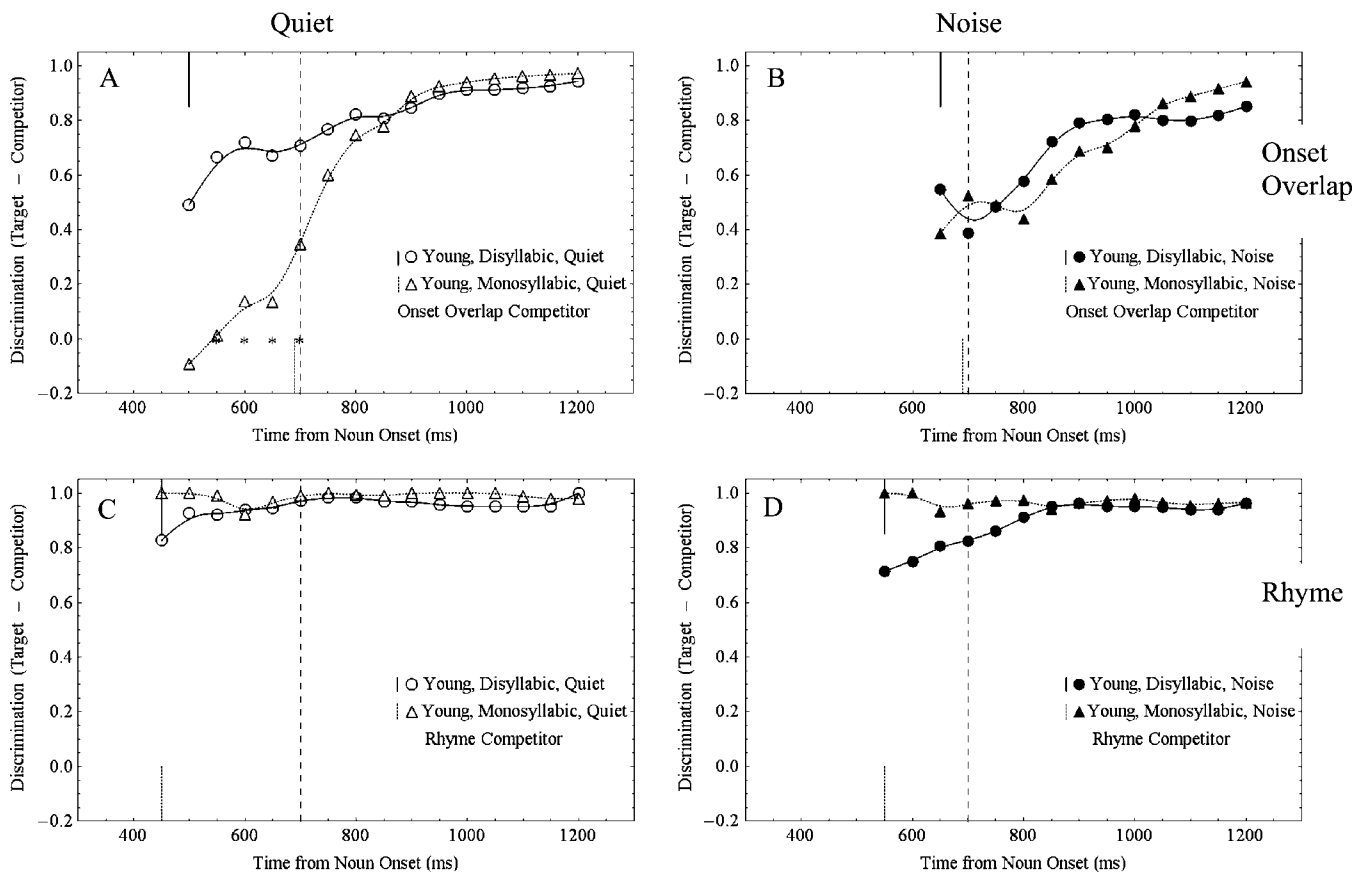 Quiet
Noise
A
Discrimination (Target − Competitor)
1.0
0.8
0.6
0.4
0.2
0.0
−0.2
Young, Disyllabic, Quiet
Young, Monosyllabic, Quiet
Onset Overlap Competitor
* * * *
400 600 800 1000 1200
Time from Noun Onset (ms)
B
Discrimination (Target − Competitor)
1.0
0.8
0.6
0.4
0.2
0.0
−0.2
Young, Disyllabic, Noise
Young, Monosyllabic, Noise
Onset Overlap Competitor
400 600 800 1000 1200
Time from Noun Onset (ms)
Onset
Overlap
C
Discrimination (Target − Competitor)
1.0
0.8
0.6
0.4
0.2
0.0
−0.2
Young, Disyllabic, Quiet
Young, Monosyllabic, Quiet
Rhyme Competitor
400 600 800 1000 1200
Time from Noun Onset (ms)
D
Discrimination (Target − Competitor)
1.0
0.8
0.6
0.4
0.2
0.0
−0.2
Young, Disyllabic, Noise
Young, Monosyllabic, Noise
Rhyme Competitor
400 600 800 1000 1200
Time from Noun Onset (ms)
Rhyme